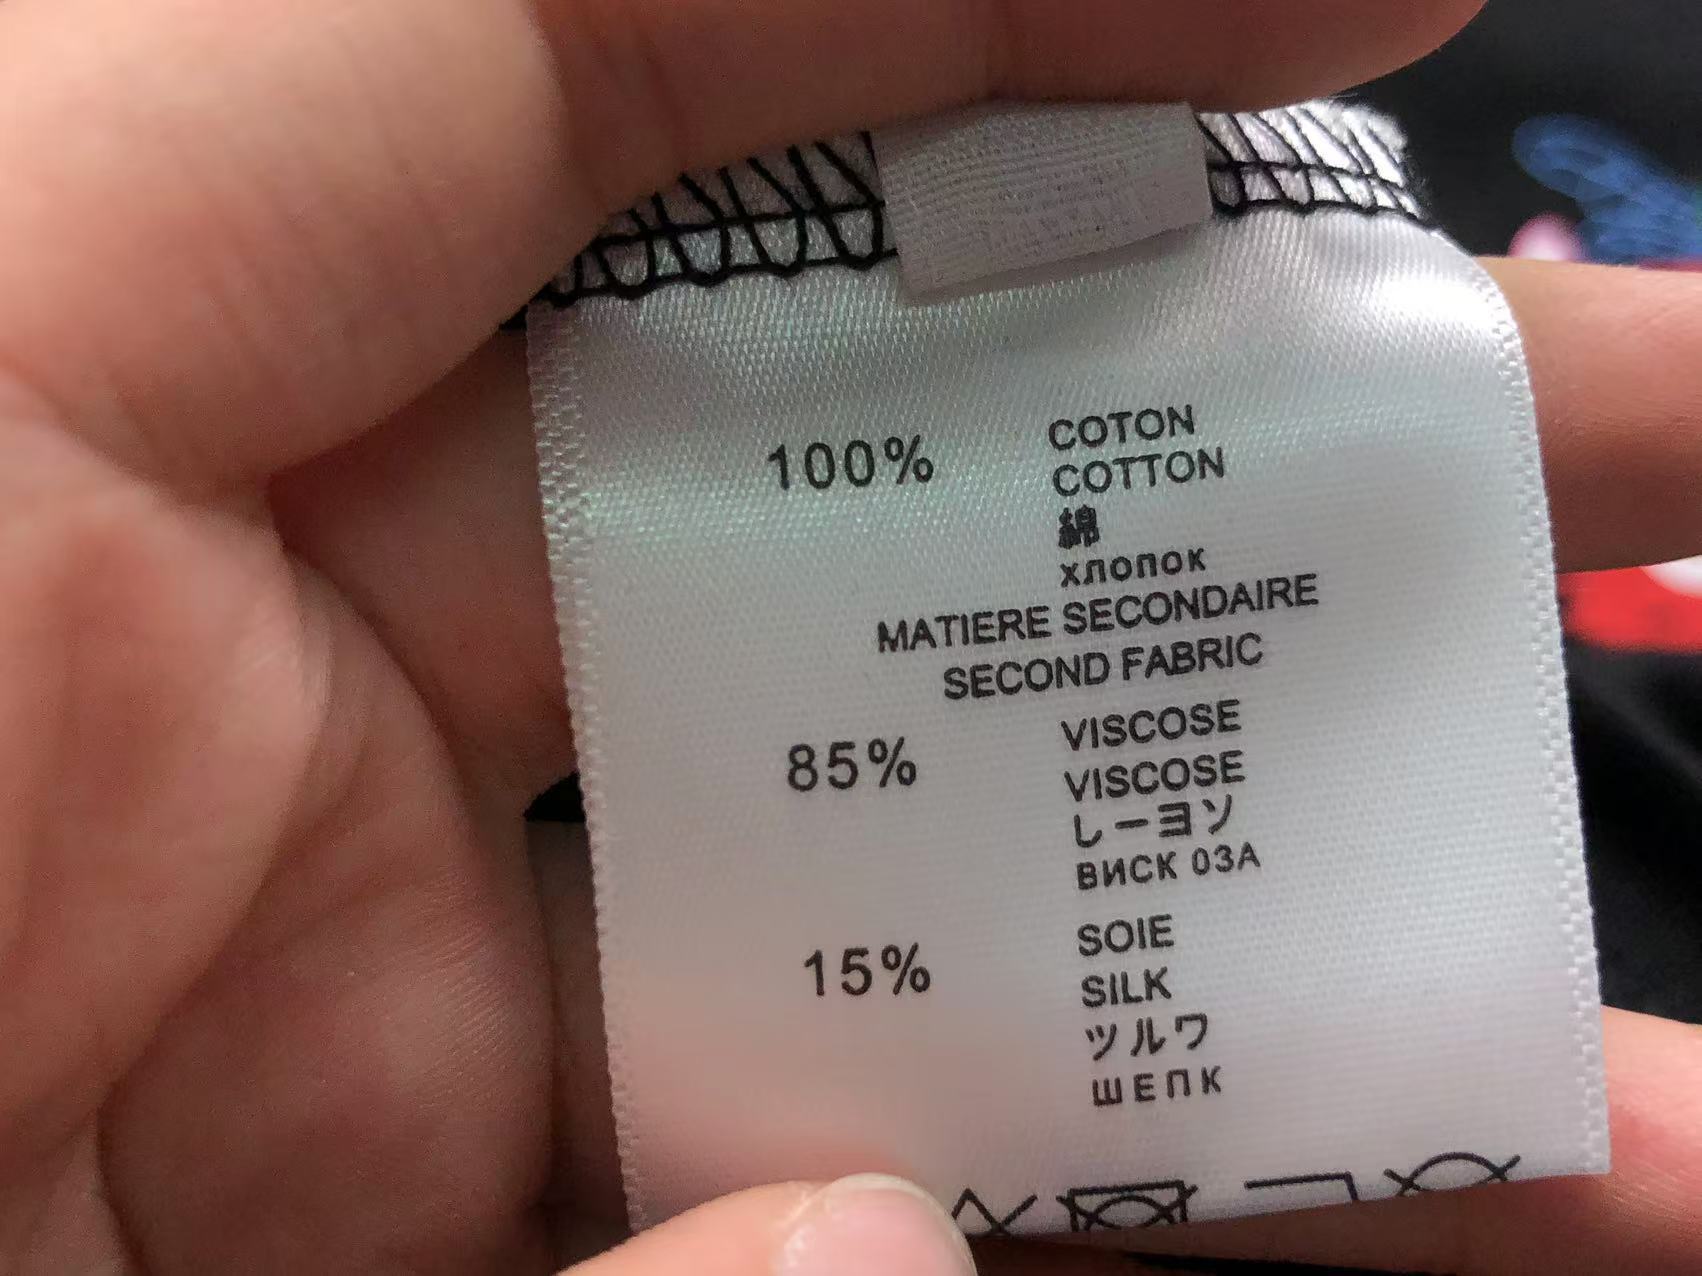 100% COTON
COTTON
綿
хлопок
MATIERE SECONDAIRE
SECOND FABRIC
85% VISCOSE
VISCOSE
レーヨソ
ВИСК 03А
15% SOIE
SILK
ツルワ
ШЕПК